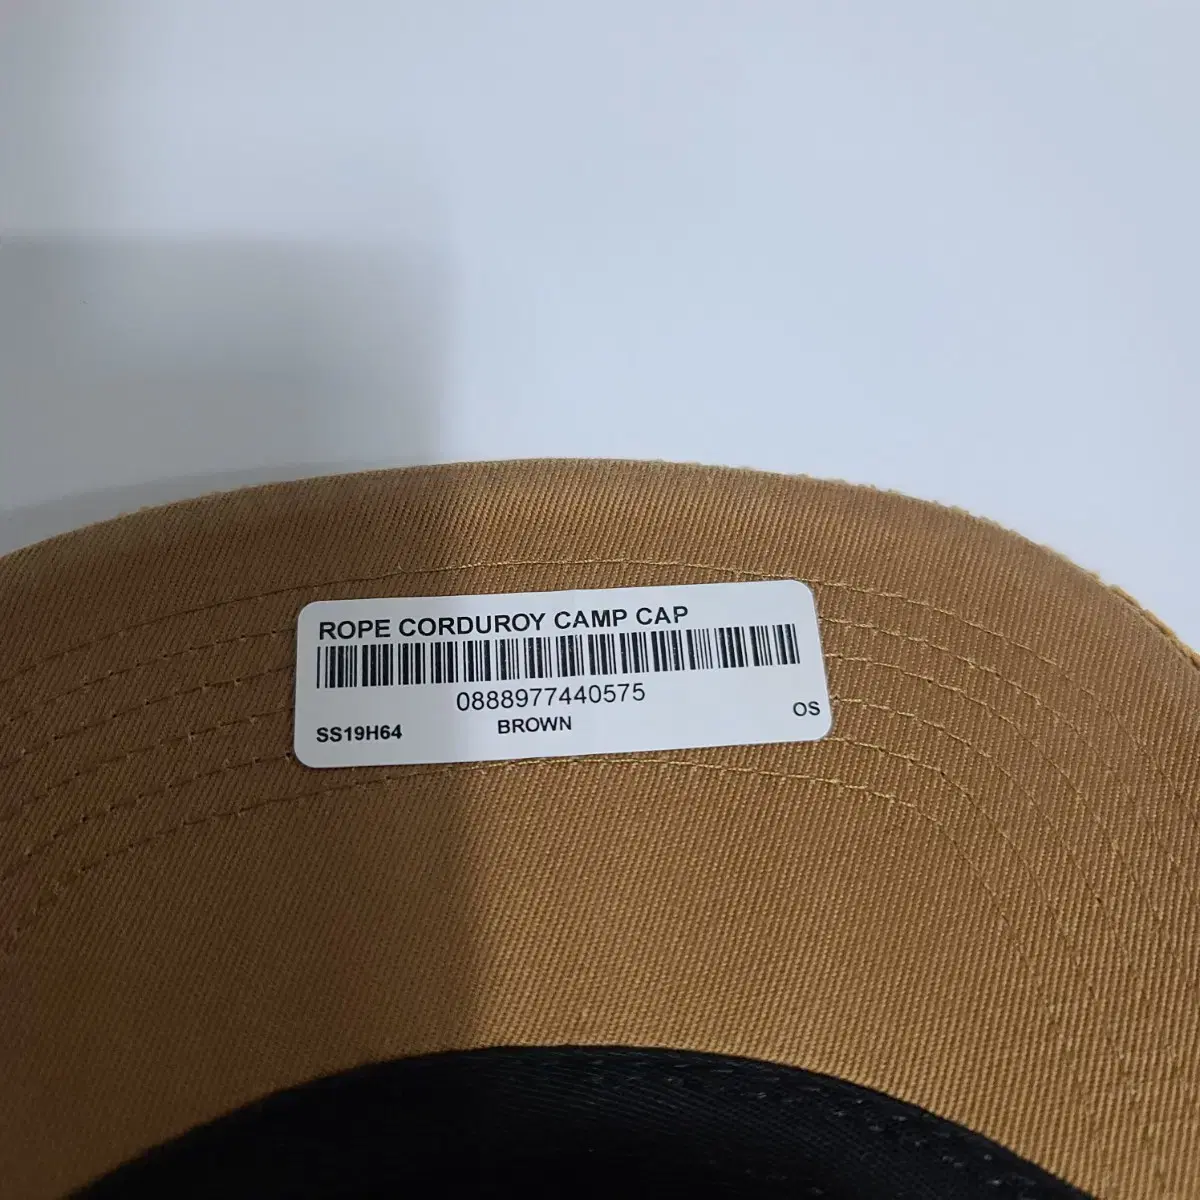 ROPE CORDUROY CAMP CAP
0888977440575
SS19H64 BROWN OS